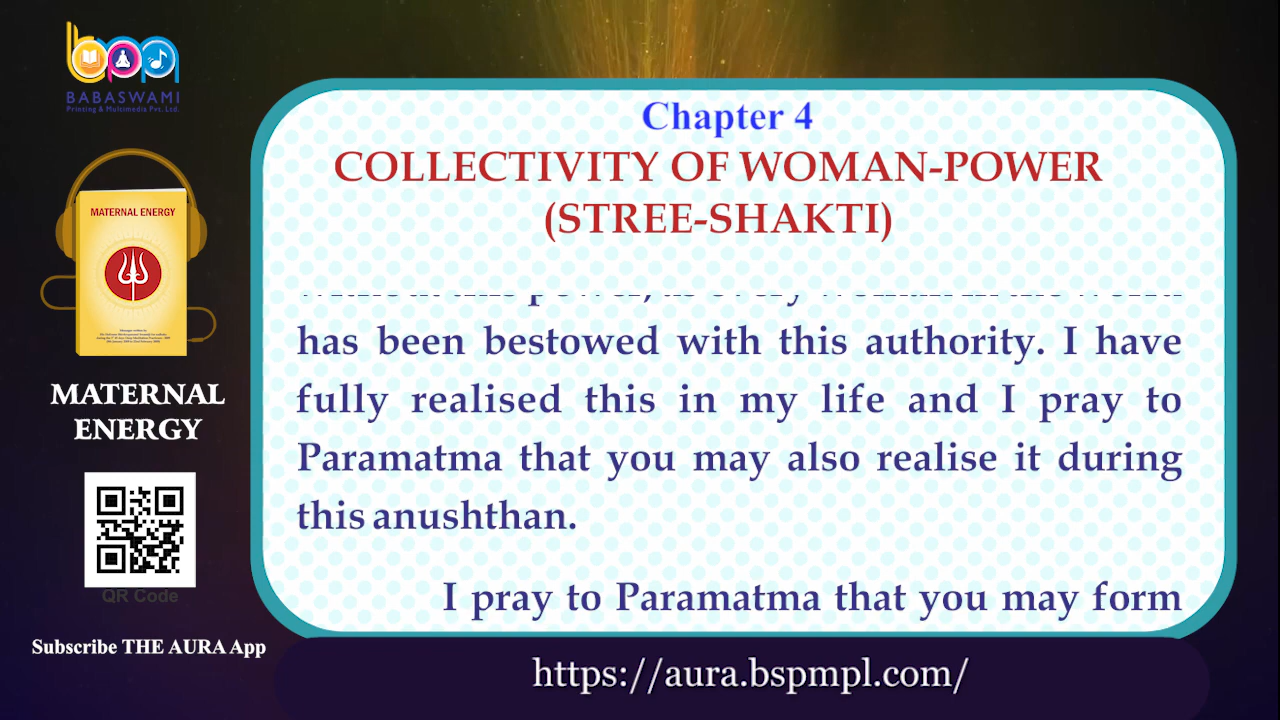 bpm
BABASWAMI
Printing & Multimedia Pvt. Ltd.
MATERNAL ENERGY
MATERNAL
ENERGY
QR Code
Subscribe THE AURA App
Chapter 4
COLLECTIVITY OF WOMAN-POWER
(STREE-SHAKTI)
has been bestowed with this authority. I have
fully realised this in my life and I pray to
Paramatma that you may also realise it during
this anushthan.
I pray to Paramatma that you may form
https://aura.bspmpl.com/